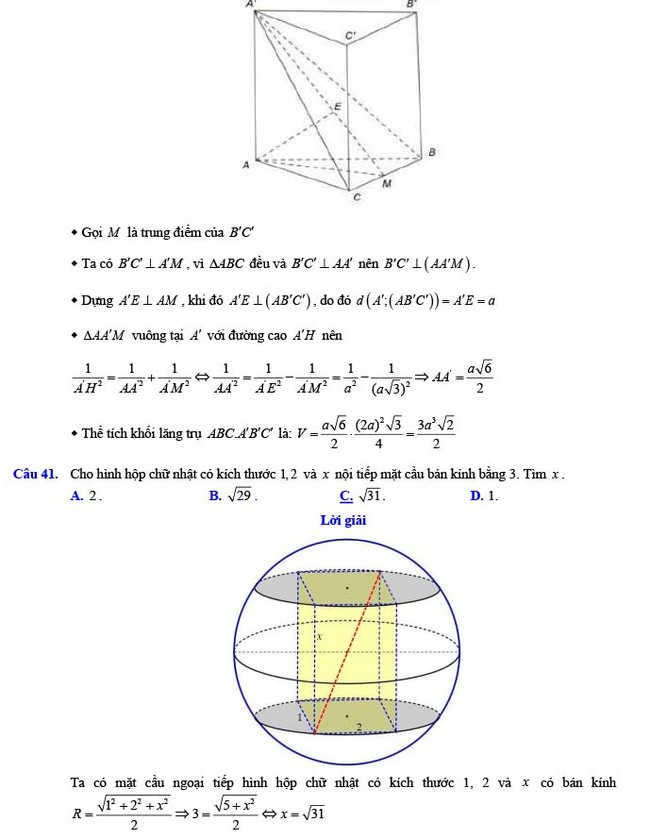 A' B'
C'
E
A B
M
C
♦ Gọi M là trung điểm của B'C'
♦ Ta có B'C' ⊥ A'M , vì ΔABC đều và B'C' ⊥ AA' nên B'C' ⊥ (AA'M).
♦ Dựng A'E ⊥ AM , khi đó A'E ⊥ (AB'C') , do đó d(A';(AB'C')) = A'E = a
♦ ΔAA'M vuông tại A' với đường cao A'H nên
1/A'H² = 1/AA'² + 1/A'M² ⇔ 1/AA'² = 1/A'E² − 1/A'M² = 1/a² − 1/(a√3)² ⇒ AA' = a√6/2
♦ Thể tích khối lăng trụ ABC.A'B'C' là: V = a√6/2 · (2a)²√3/4 = 3a³√2/2
Câu 41. Cho hình hộp chữ nhật có kích thước 1, 2 và x nội tiếp mặt cầu bán kính bằng 3. Tìm x .
A. 2 . B. √29 . C. √31 . D. 1.
Lời giải
x
1 2
Ta có mặt cầu ngoại tiếp hình hộp chữ nhật có kích thước 1, 2 và x có bán kính
R = √(1² + 2² + x²)/2 ⇒ 3 = √(5 + x²)/2 ⇔ x = √31